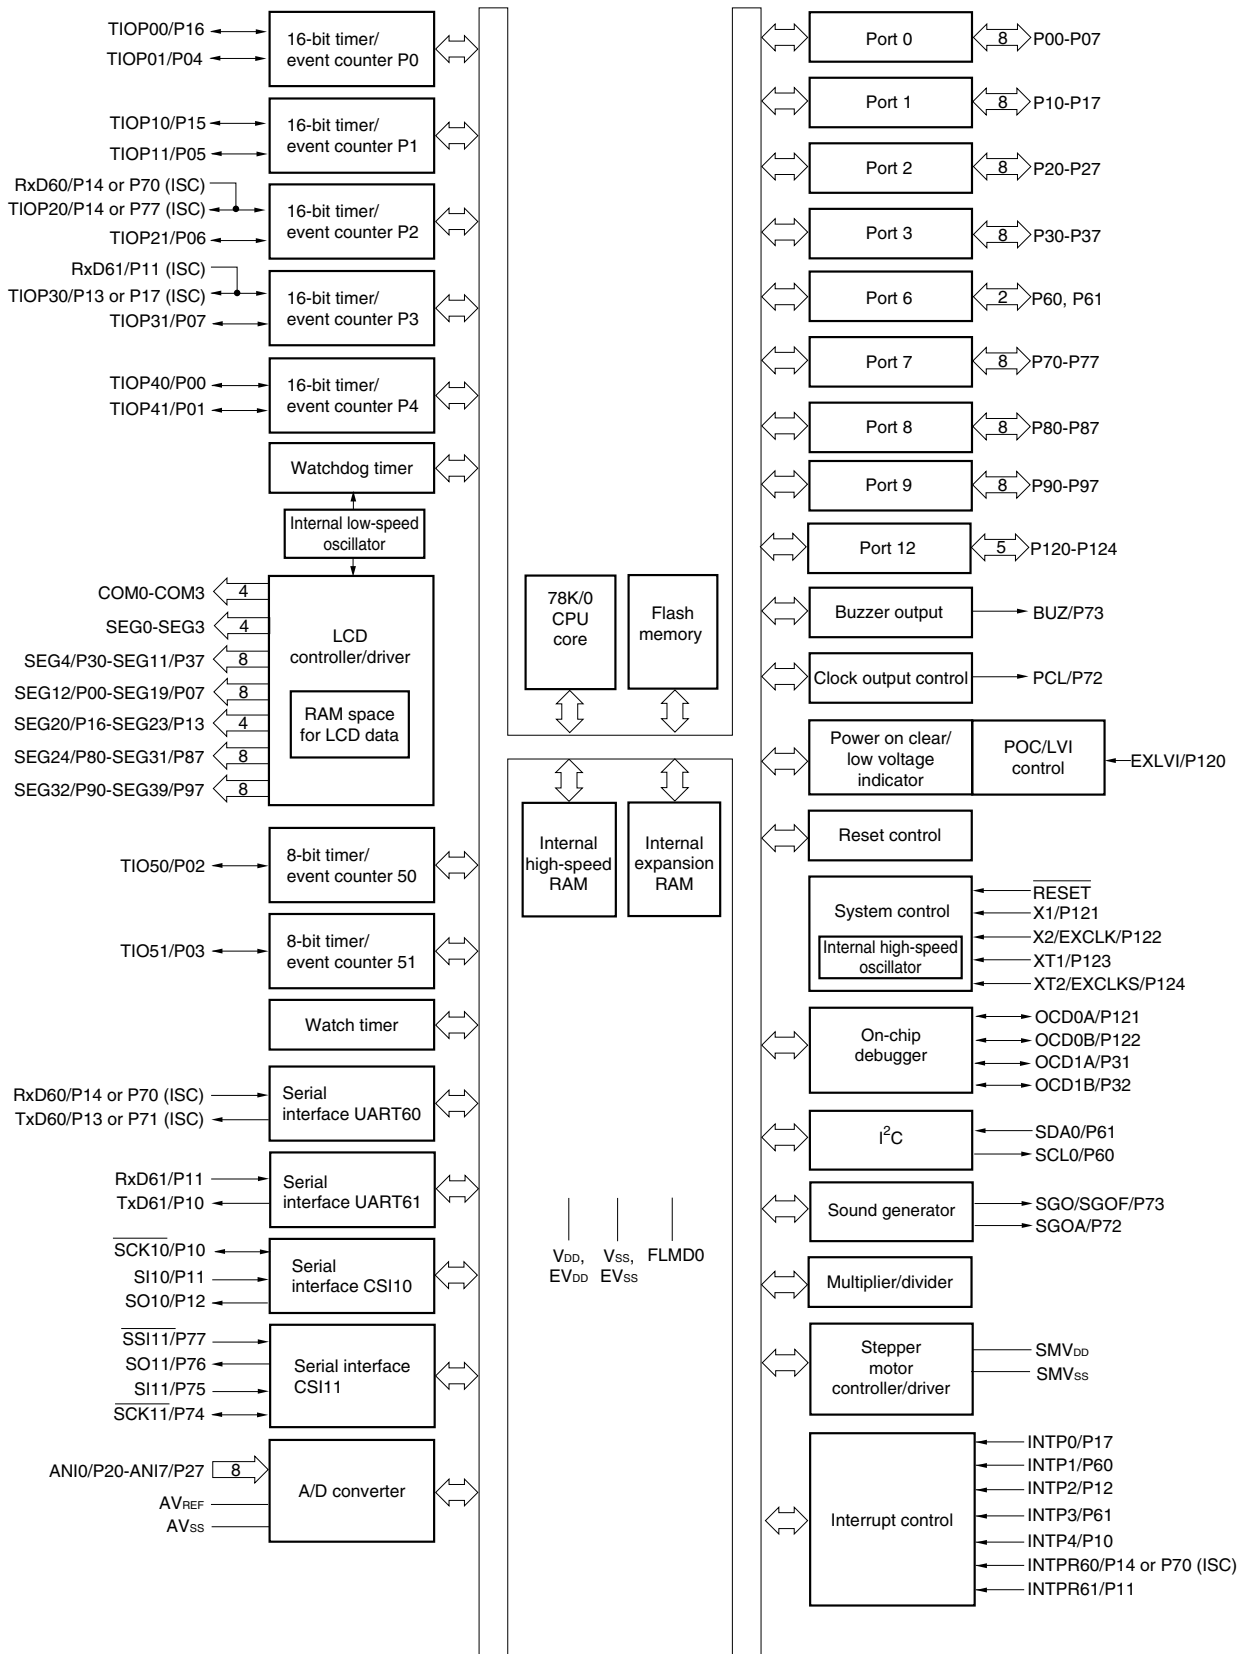 TIOP00/P16
TIOP01/P04
16-bit timer/
event counter P0
TIOP10/P15
TIOP11/P05
16-bit timer/
event counter P1
RxD60/P14 or P70 (ISC)
TIOP20/P14 or P77 (ISC)
TIOP21/P06
16-bit timer/
event counter P2
RxD61/P11 (ISC)
TIOP30/P13 or P17 (ISC)
TIOP31/P07
16-bit timer/
event counter P3
TIOP40/P00
TIOP41/P01
16-bit timer/
event counter P4
Watchdog timer
Internal low-speed
oscillator
COM0-COM3
4
SEG0-SEG3
4
SEG4/P30-SEG11/P37
8
SEG12/P00-SEG19/P07
8
SEG20/P16-SEG23/P13
4
SEG24/P80-SEG31/P87
8
SEG32/P90-SEG39/P97
8
LCD
controller/driver
RAM space
for LCD data
TIO50/P02
8-bit timer/
event counter 50
TIO51/P03
8-bit timer/
event counter 51
Watch timer
RxD60/P14 or P70 (ISC)
TxD60/P13 or P71 (ISC)
Serial
interface UART60
RxD61/P11
TxD61/P10
Serial
interface UART61
SCK10/P10
SI10/P11
SO10/P12
Serial
interface CSI10
SSI11/P77
SO11/P76
SI11/P75
SCK11/P74
Serial interface
CSI11
ANI0/P20-ANI7/P27
8
AVREF
AVSS
A/D converter
78K/0
CPU
core
Flash
memory
Internal
high-speed
RAM
Internal
expansion
RAM
VDD,
EVDD
VSS,
EVSS
FLMD0
Port 0
8
P00-P07
Port 1
8
P10-P17
Port 2
8
P20-P27
Port 3
8
P30-P37
Port 6
2
P60, P61
Port 7
8
P70-P77
Port 8
8
P80-P87
Port 9
8
P90-P97
Port 12
5
P120-P124
Buzzer output
BUZ/P73
Clock output control
PCL/P72
Power on clear/
low voltage
indicator
POC/LVI
control
EXLVI/P120
Reset control
System control
Internal high-speed
oscillator
RESET
X1/P121
X2/EXCLK/P122
XT1/P123
XT2/EXCLKS/P124
On-chip
debugger
OCD0A/P121
OCD0B/P122
OCD1A/P31
OCD1B/P32
I²C
SDA0/P61
SCL0/P60
Sound generator
SGO/SGOF/P73
SGOA/P72
Multiplier/divider
Stepper
motor
controller/driver
SMVDD
SMVSS
Interrupt control
INTP0/P17
INTP1/P60
INTP2/P12
INTP3/P61
INTP4/P10
INTPR60/P14 or P70 (ISC)
INTPR61/P11